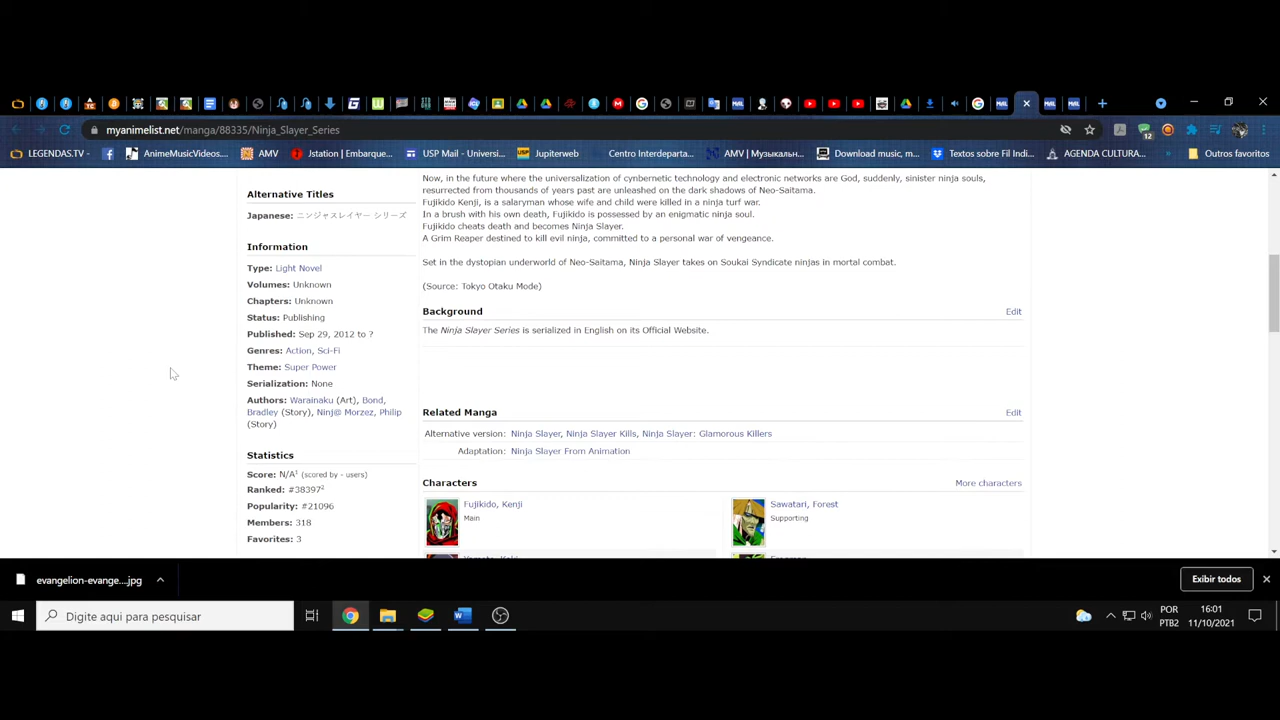 myanimelist.net/manga/88335/Ninja_Slayer_Series
12
LEGENDAS.TV -
AnimeMusicVideos...
AMV
Jstation | Embarque...
USP Mail - Universi...
Jupiterweb
Centro Interdeparta...
AMV | Музыкальны...
Download music, m...
Textos sobre Fil Indi...
AGENDA CULTURA...
»
Outros favoritos
Alternative Titles
Japanese: ニンジャスレイヤー シリーズ
Information
Type: Light Novel
Volumes: Unknown
Chapters: Unknown
Status: Publishing
Published: Sep 29, 2012 to ?
Genres: Action, Sci-Fi
Theme: Super Power
Serialization: None
Authors: Warainaku (Art), Bond,
Bradley (Story), Ninj@ Morzez, Philip
(Story)
Statistics
Score: N/A1 (scored by - users)
Ranked: #383972
Popularity: #21096
Members: 318
Favorites: 3
Now, in the future where the universalization of cynbernetic technology and electronic networks are God, suddenly, sinister ninja souls,
resurrected from thousands of years past are unleashed on the dark shadows of Neo-Saitama.
Fujikido Kenji, is a salaryman whose wife and child were killed in a ninja turf war.
In a brush with his own death, Fujikido is possessed by an enigmatic ninja soul.
Fujikido cheats death and becomes Ninja Slayer.
A Grim Reaper destined to kill evil ninja, committed to a personal war of vengeance.
Set in the dystopian underworld of Neo-Saitama, Ninja Slayer takes on Soukai Syndicate ninjas in mortal combat.
(Source: Tokyo Otaku Mode)
Background
Edit
The Ninja Slayer Series is serialized in English on its Official Website.
Related Manga
Edit
Alternative version: Ninja Slayer, Ninja Slayer Kills, Ninja Slayer: Glamorous Killers
Adaptation: Ninja Slayer From Animation
Characters
More characters
Fujikido, Kenji
Main
Sawatari, Forest
Supporting
evangelion-evange....jpg
Exibir todos
Digite aqui para pesquisar
POR
PTB2
16:01
11/10/2021